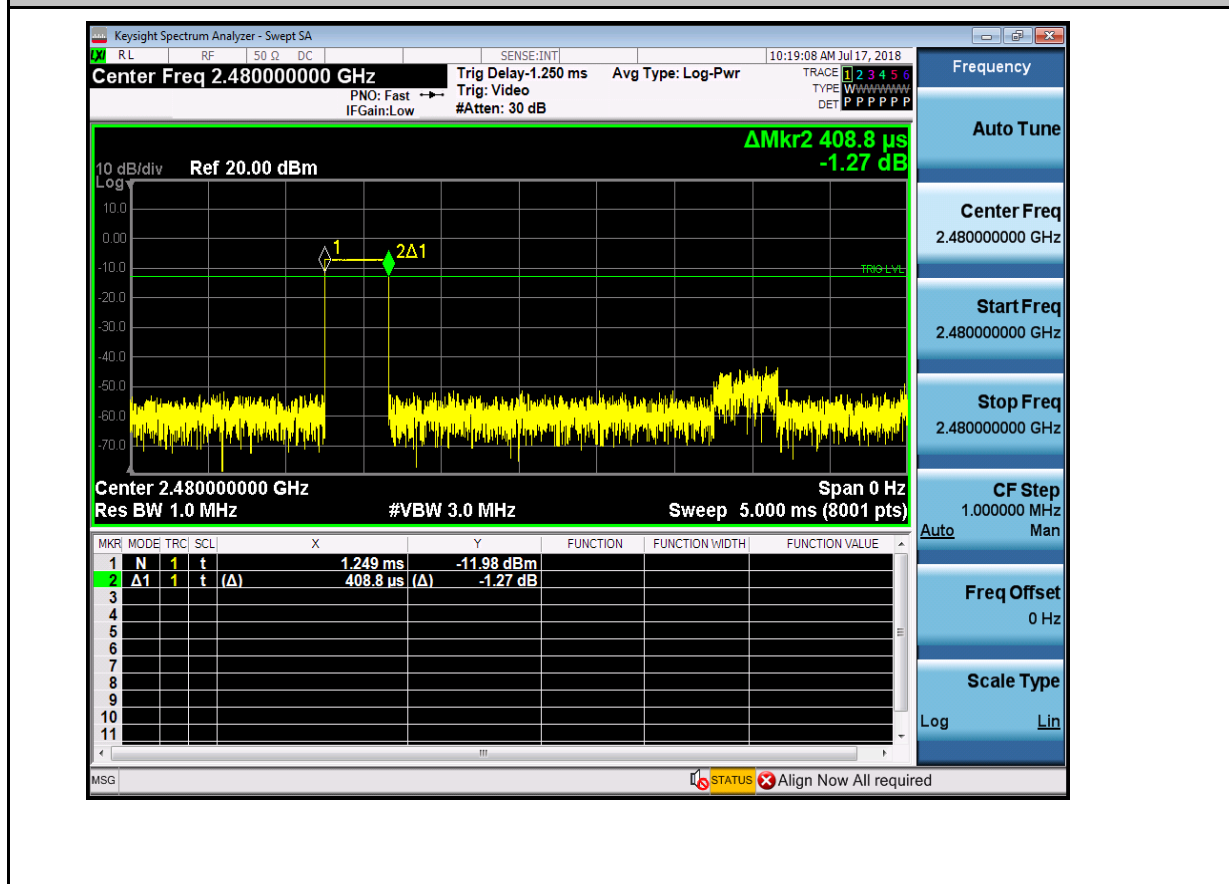 Keysight Spectrum Analyzer - Swept SA
LXI RL RF 50 Ω DC SENSE:INT 10:19:08 AM Jul 17, 2018
Center Freq 2.480000000 GHz
PNO: Fast
IFGain:Low
Trig Delay-1.250 ms
Trig: Video
#Atten: 30 dB
Avg Type: Log-Pwr
TRACE 1 2 3 4 5 6
TYPE WWWWWW
DET P P P P P P
ΔMkr2 408.8 µs
-1.27 dB
10 dB/div Ref 20.00 dBm
Log
10.0
0.00
-10.0
-20.0
-30.0
-40.0
-50.0
-60.0
-70.0
1
2Δ1
TRIG LVL
Center 2.480000000 GHz Span 0 Hz
Res BW 1.0 MHz #VBW 3.0 MHz Sweep 5.000 ms (8001 pts)
MKR MODE TRC SCL X Y FUNCTION FUNCTION WIDTH FUNCTION VALUE
1 N 1 t 1.249 ms -11.98 dBm
2 Δ1 1 t (Δ) 408.8 µs (Δ) -1.27 dB
3
4
5
6
7
8
9
10
11
MSG STATUS Align Now All required
Frequency
Auto Tune
Center Freq
2.480000000 GHz
Start Freq
2.480000000 GHz
Stop Freq
2.480000000 GHz
CF Step
1.000000 MHz
Auto Man
Freq Offset
0 Hz
Scale Type
Log Lin